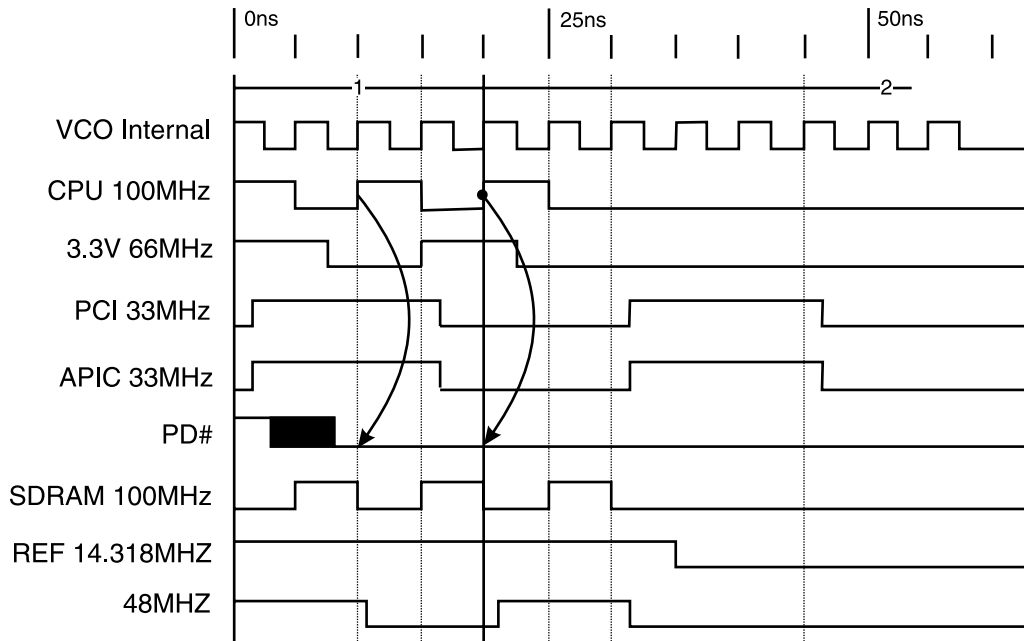 0ns 25ns 50ns
1 2
VCO Internal
CPU 100MHz
3.3V 66MHz
PCI 33MHz
APIC 33MHz
PD#
SDRAM 100MHz
REF 14.318MHZ
48MHZ